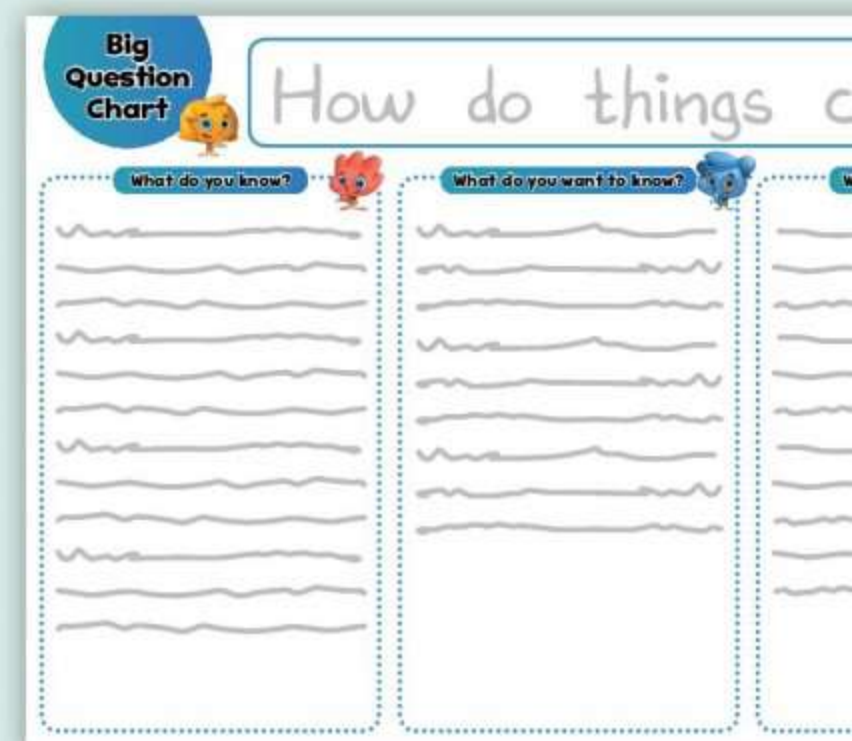 Big
Question
Chart
How do things
What do you know?
What do you want to know?